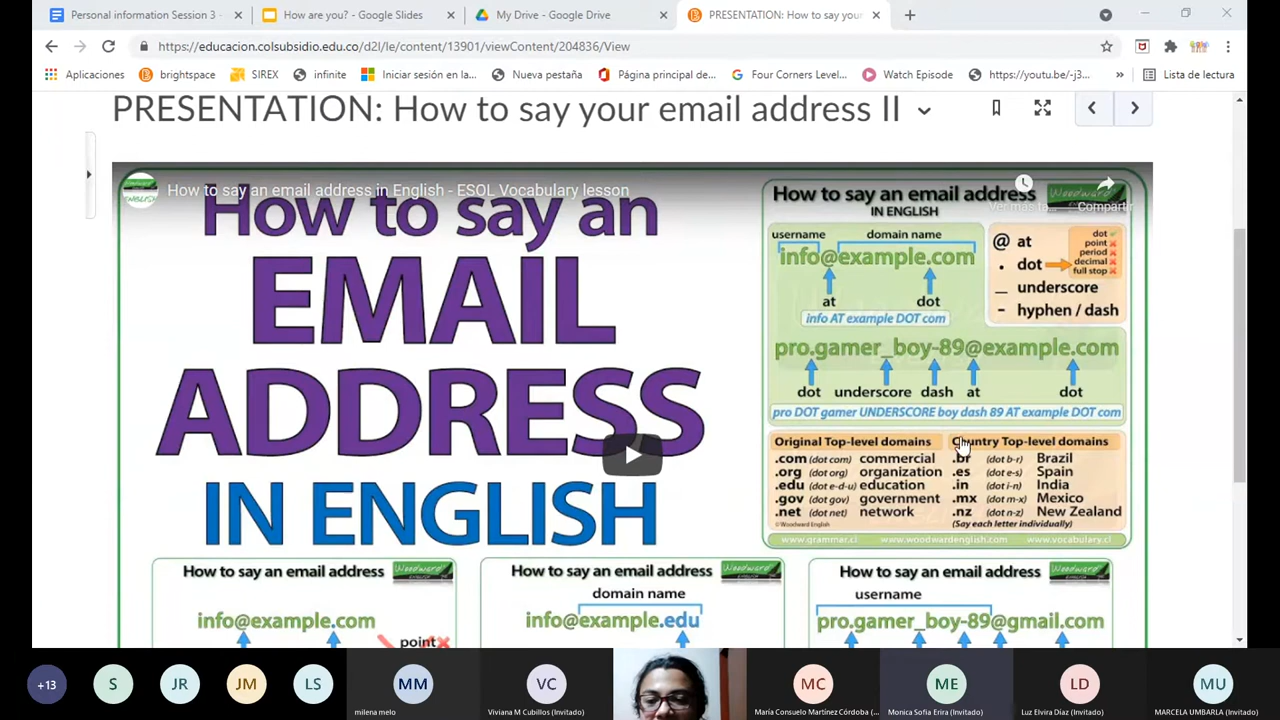 Personal information Session 3 -
How are you? - Google Slides
My Drive - Google Drive
PRESENTATION: How to say your
https://educacion.colsubsidio.edu.co/d2l/le/content/13901/viewContent/204836/View
Aplicaciones
brightspace
SIREX
infinite
Iniciar sesión en la...
Nueva pestaña
Página principal de...
Four Corners Level...
Watch Episode
https://youtu.be/-j3...
»
Lista de lectura
PRESENTATION: How to say your email address II
How to say an email address in English - ESOL Vocabulary lesson
Compartir
How to say an
EMAIL
ADDRESS
IN ENGLISH
How to say an email address
Woodward
ENGLISH
IN ENGLISH
username
domain name
info@example.com
at
dot
info AT example DOT com
@ at
. dot
_ underscore
- hyphen / dash
dot ✓
point ✗
period ✗
decimal ✗
full stop ✗
pro.gamer_boy-89@example.com
dot underscore dash at dot
pro DOT gamer UNDERSCORE boy dash 89 AT example DOT com
Original Top-level domains
.com (dot com) commercial
.org (dot org) organization
.edu (dot e-d-u) education
.gov (dot gov) government
.net (dot net) network
© Woodward English
Country Top-level domains
.br (dot b-r) Brazil
.es (dot e-s) Spain
.in (dot i-n) India
.mx (dot m-x) Mexico
.nz (dot n-z) New Zealand
(Say each letter individually)
www.grammar.cl www.woodwardenglish.com www.vocabulary.cl
How to say an email address
Woodward
ENGLISH
info@example.com
point ✗
How to say an email address
Woodward
ENGLISH
domain name
info@example.edu
How to say an email address
Woodward
ENGLISH
username
pro.gamer_boy-89@gmail.com
+13
S
JR
JM
LS
MM
milena melo
VC
Viviana M Cubillos (Invitado)
MC
María Consuelo Martínez Córdoba (...
ME
Monica Sofia Erira (Invitado)
LD
Luz Elvira Díaz (Invitado)
MU
MARCELA UMBARLA (Invitado)